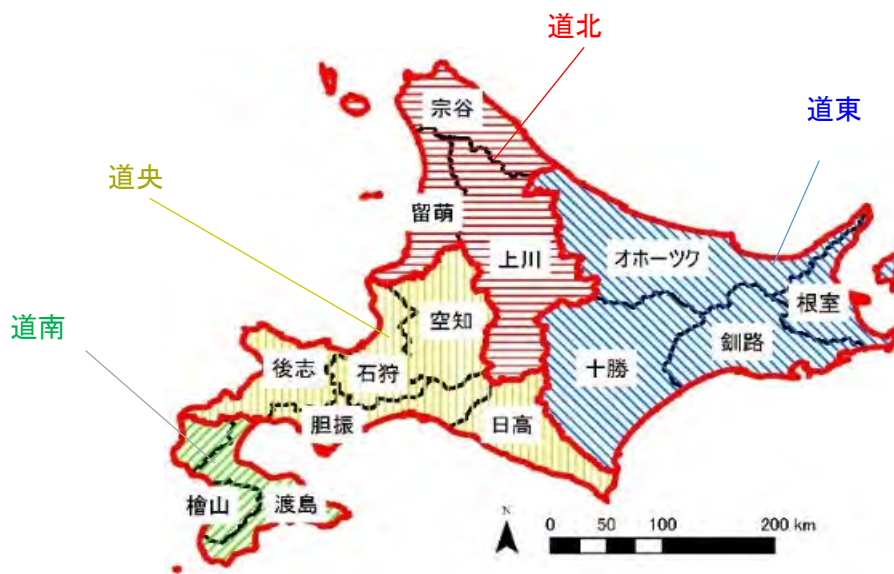 道北
道東
宗谷
道央
留萌
上川
オホーツク
根室
空知
釧路
道南
後志
石狩
十勝
胆振
日高
檜山
渡島
N
0 50 100 200 km